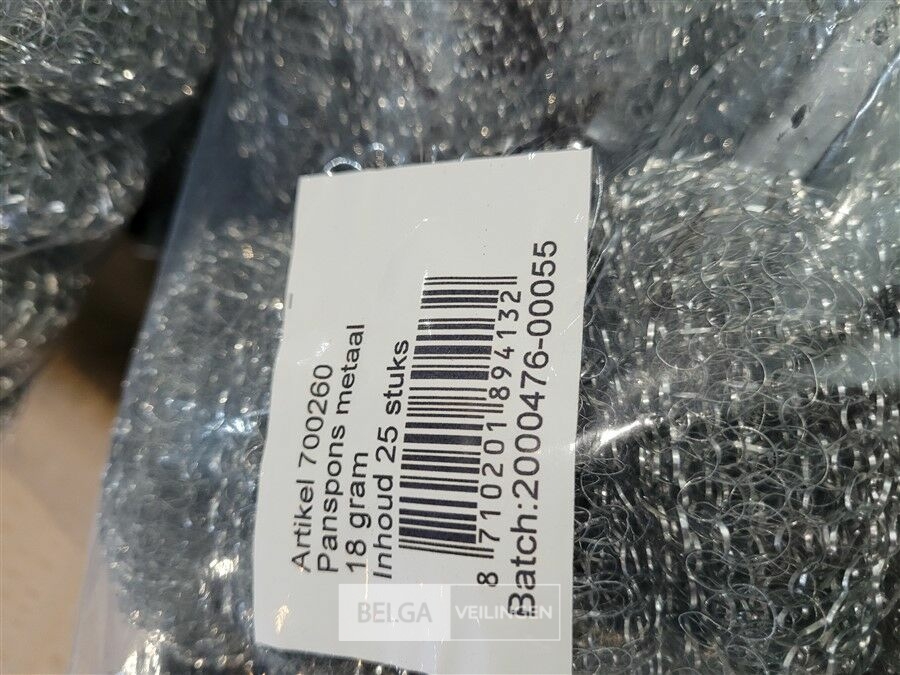 Artikel 700260
Panspons metaal
18 gram
Inhoud 25 stuks
8 710201 894132
Batch:2000476-00055
BELGA VEILINGEN